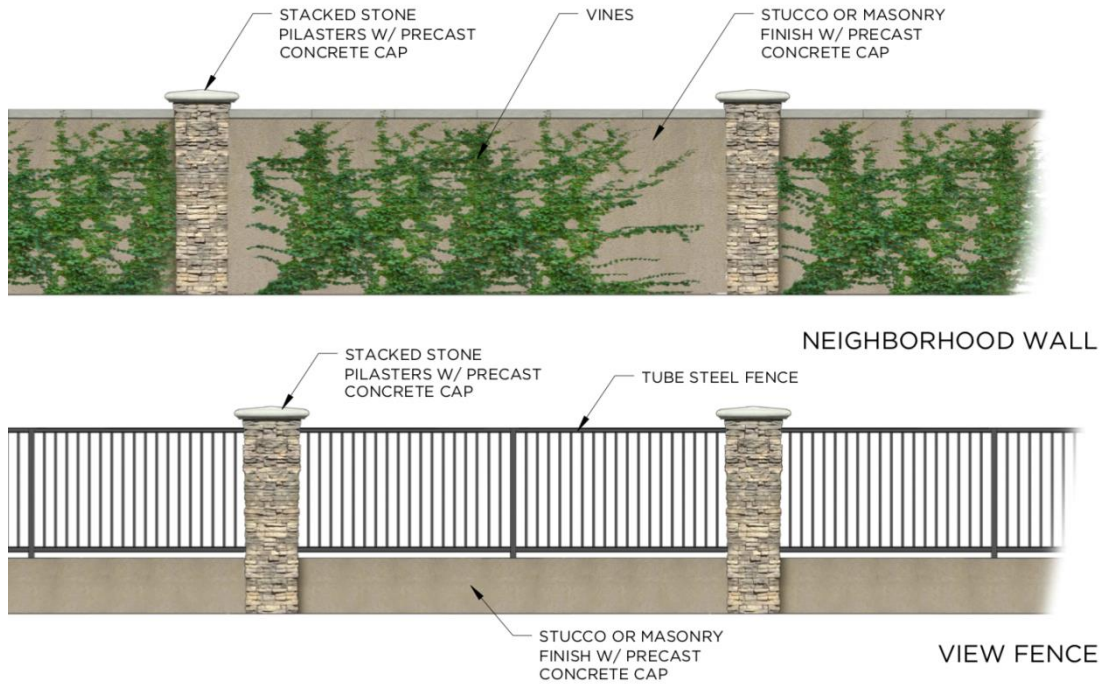 STACKED STONE
PILASTERS W/ PRECAST
CONCRETE CAP
VINES
STUCCO OR MASONRY
FINISH W/ PRECAST
CONCRETE CAP
NEIGHBORHOOD WALL
STACKED STONE
PILASTERS W/ PRECAST
CONCRETE CAP
TUBE STEEL FENCE
STUCCO OR MASONRY
FINISH W/ PRECAST
CONCRETE CAP
VIEW FENCE